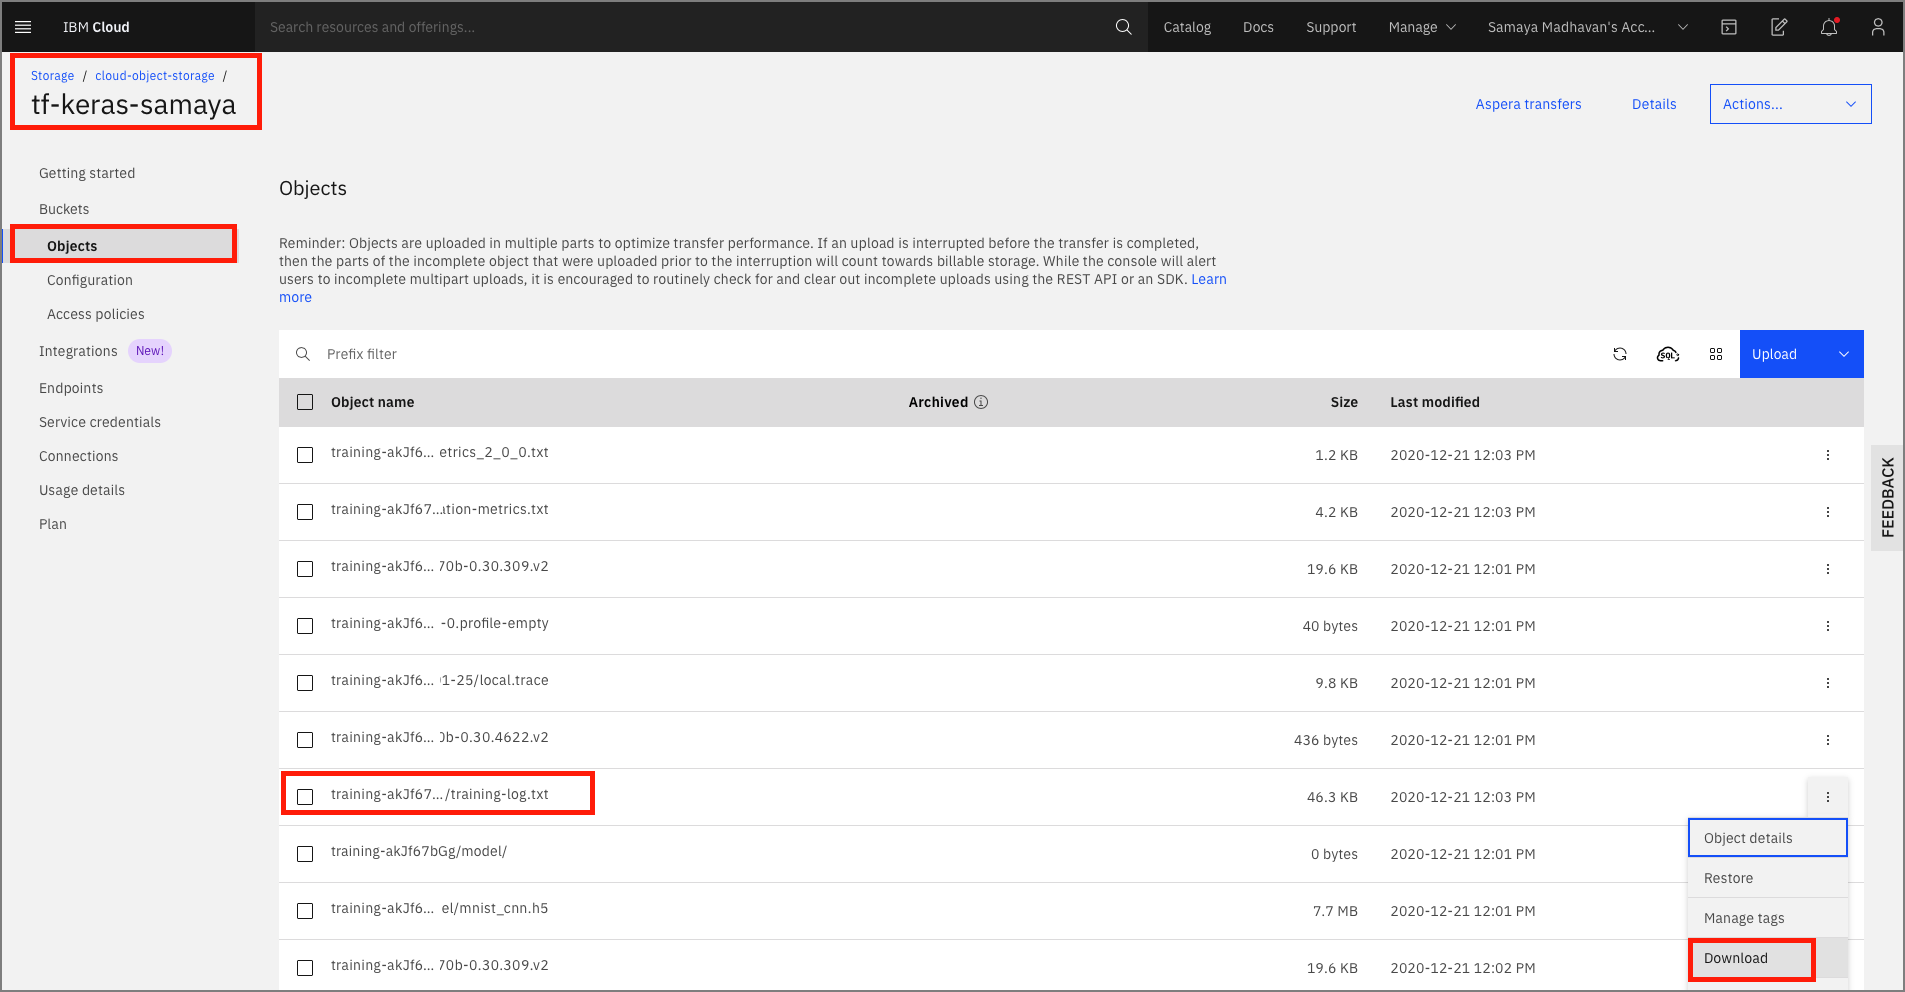 IBM Cloud
Search resources and offerings...
Catalog
Docs
Support
Manage
Samaya Madhavan's Acc...
Storage / cloud-object-storage /
tf-keras-samaya
Aspera transfers
Details
Actions...
Getting started
Buckets
Objects
Configuration
Access policies
Integrations New!
Endpoints
Service credentials
Connections
Usage details
Plan
Objects
Reminder: Objects are uploaded in multiple parts to optimize transfer performance. If an upload is interrupted before the transfer is completed,
then the parts of the incomplete object that were uploaded prior to the interruption will count towards billable storage. While the console will alert
users to incomplete multipart uploads, it is encouraged to routinely check for and clear out incomplete uploads using the REST API or an SDK. Learn
more
Prefix filter
SQL
Upload
Object name Archived Size Last modified
training-akJf6... etrics_2_0_0.txt 1.2 KB 2020-12-21 12:03 PM
training-akJf67...ation-metrics.txt 4.2 KB 2020-12-21 12:03 PM
training-akJf6... 70b-0.30.309.v2 19.6 KB 2020-12-21 12:01 PM
training-akJf6... -0.profile-empty 40 bytes 2020-12-21 12:01 PM
training-akJf6... 01-25/local.trace 9.8 KB 2020-12-21 12:01 PM
training-akJf6... 0b-0.30.4622.v2 436 bytes 2020-12-21 12:01 PM
training-akJf67.../training-log.txt 46.3 KB 2020-12-21 12:03 PM
training-akJf67bGg/model/ 0 bytes 2020-12-21 12:01 PM
training-akJf6... el/mnist_cnn.h5 7.7 MB 2020-12-21 12:01 PM
training-akJf6... 70b-0.30.309.v2 19.6 KB 2020-12-21 12:02 PM
Object details
Restore
Manage tags
Download
FEEDBACK